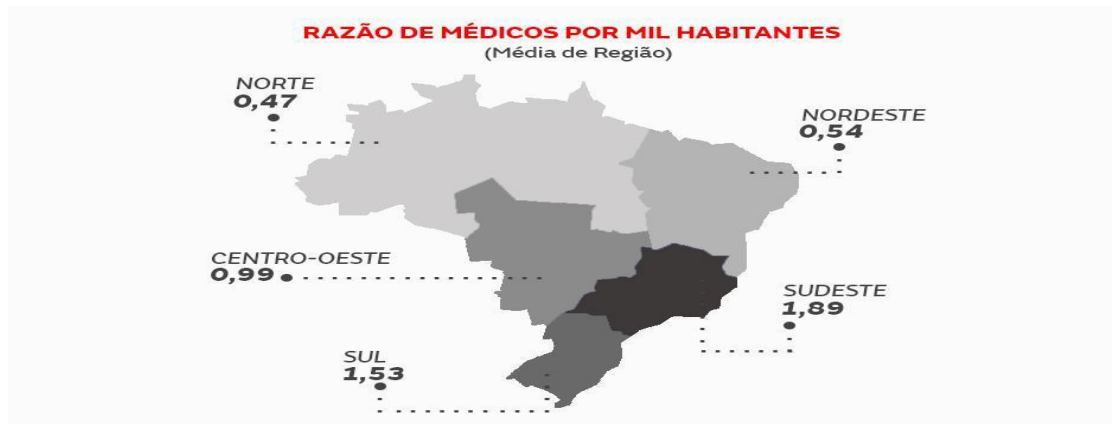 RAZÃO DE MÉDICOS POR MIL HABITANTES
(Média de Região)
NORTE
0,47
NORDESTE
0,54
CENTRO-OESTE
0,99
SUDESTE
1,89
SUL
1,53